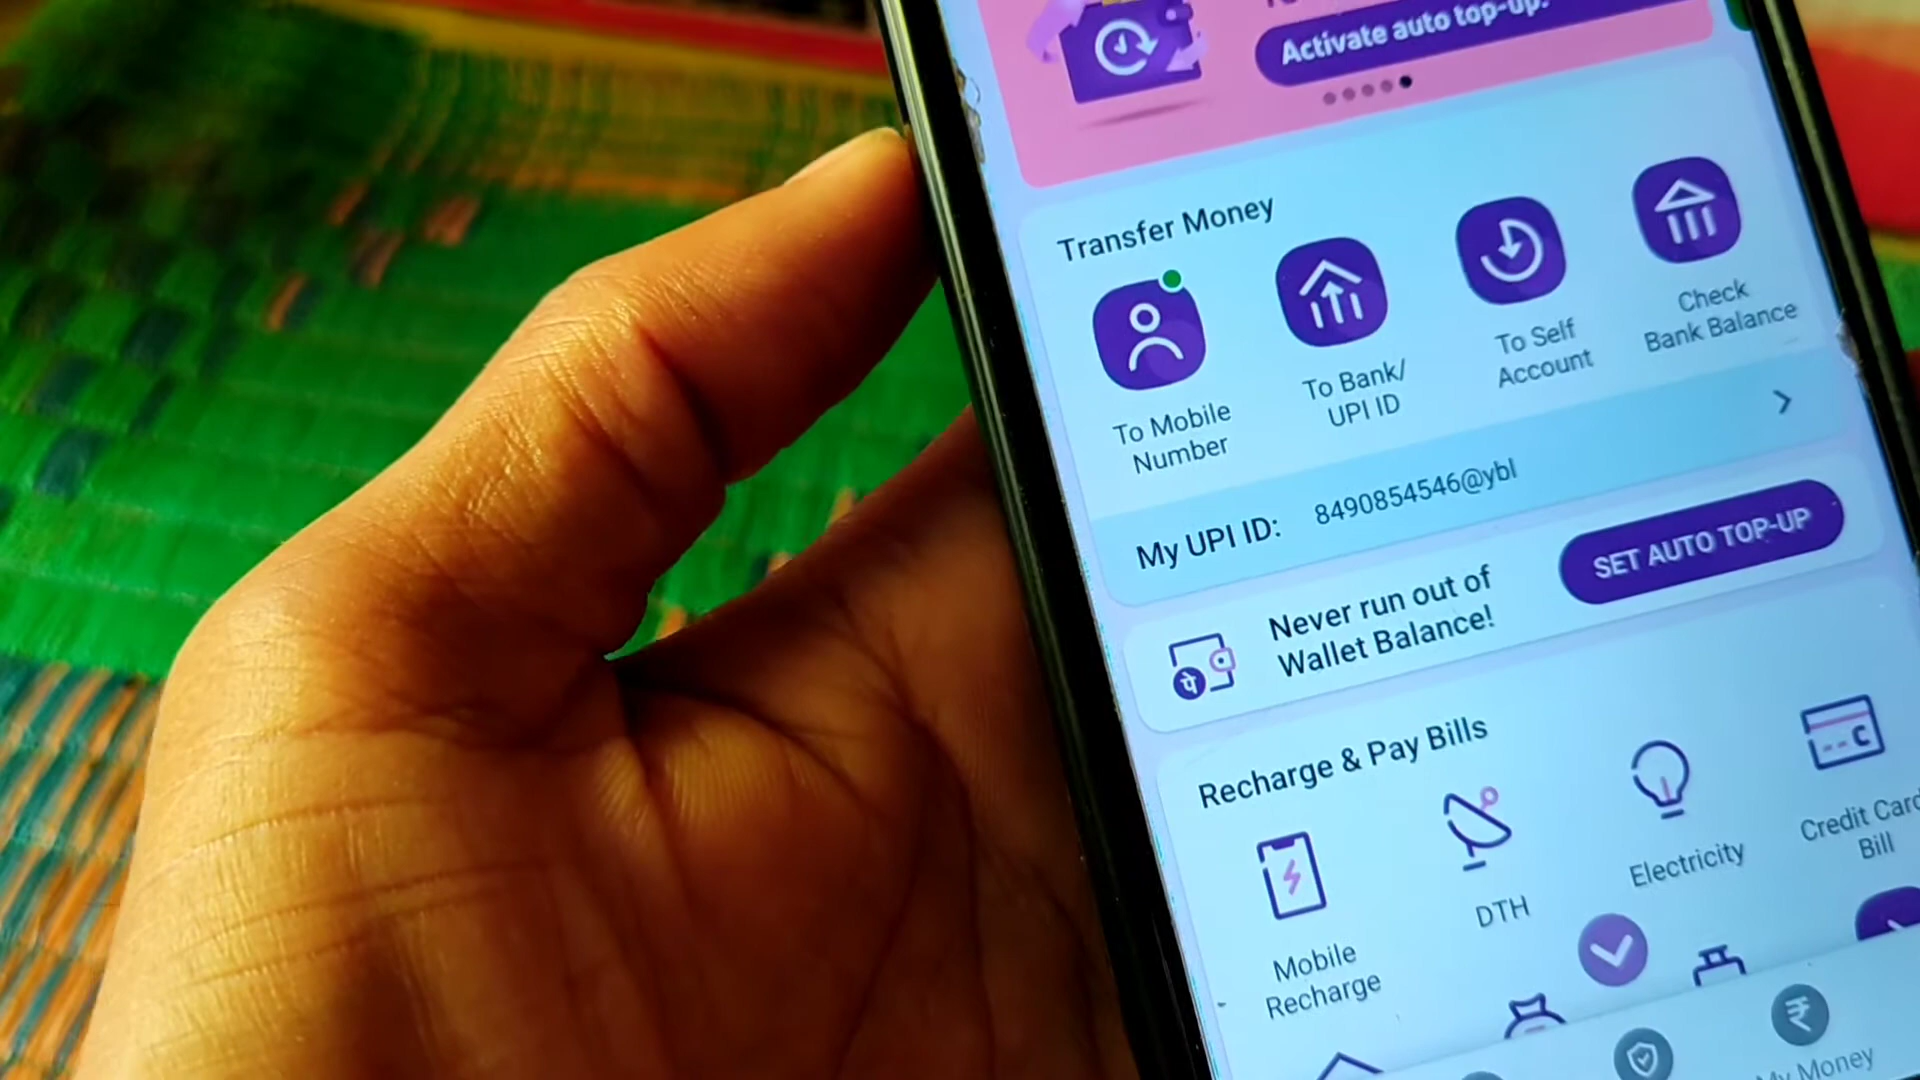 Activate auto top-up.
Transfer Money
To Mobile
Number
To Bank/
UPI ID
To Self
Account
Check
Bank Balance
My UPI ID: 8490854546@ybl
Never run out of
Wallet Balance!
SET AUTO TOP-UP
पे
Recharge & Pay Bills
Mobile
Recharge
DTH
Electricity
C
Credit Card
Bill
₹
My Money